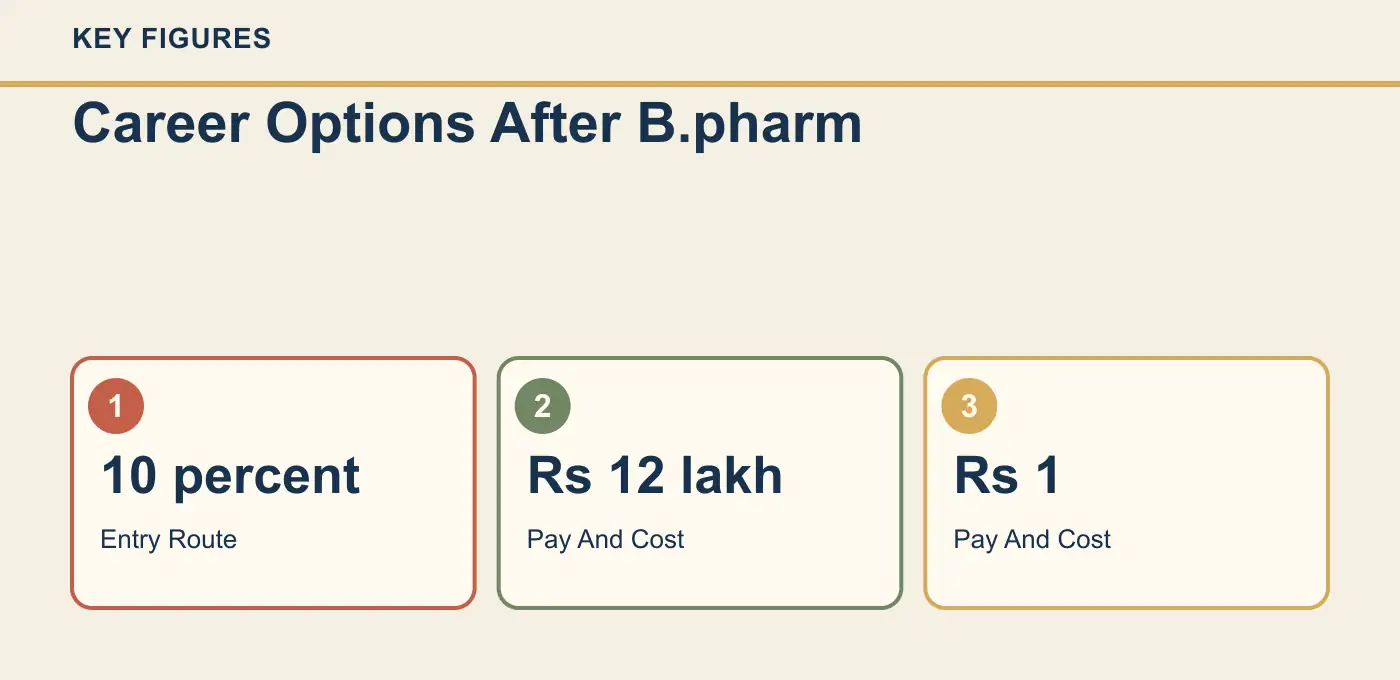 KEY FIGURES
Career Options After B.pharm
1
10 percent
Entry Route
2
Rs 12 lakh
Pay And Cost
3
Rs 1
Pay And Cost